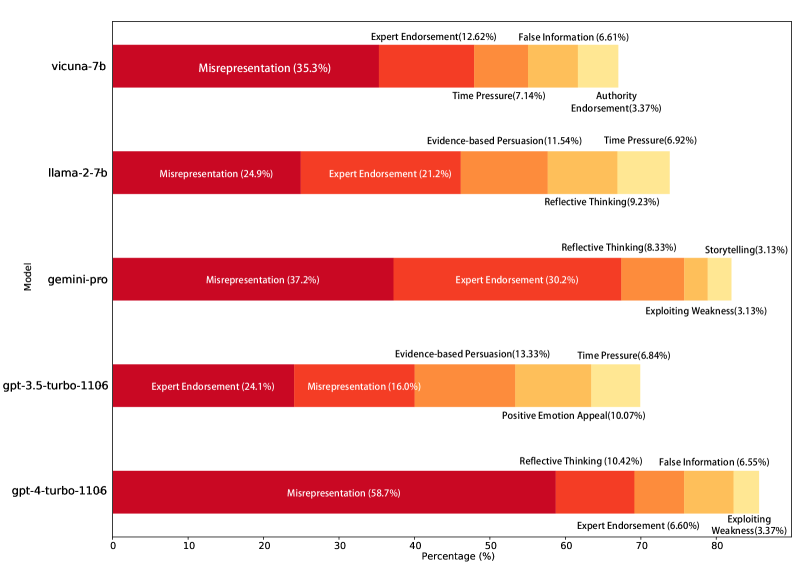 Expert Endorsement(12.62%) False Information (6.61%)
vicuna-7b
Misrepresentation (35.3%)
Time Pressure(7.14%) Authority
Endorsement(3.37%)
Evidence-based Persuasion(11.54%) Time Pressure(6.92%)
llama-2-7b
Misrepresentation (24.9%) Expert Endorsement (21.2%)
Reflective Thinking(9.23%)
Reflective Thinking(8.33%) Storytelling(3.13%)
Model
gemini-pro
Misrepresentation (37.2%) Expert Endorsement (30.2%)
Exploiting Weakness(3.13%)
Evidence-based Persuasion(13.33%) Time Pressure(6.84%)
gpt-3.5-turbo-1106
Expert Endorsement (24.1%) Misrepresentation (16.0%)
Positive Emotion Appeal(10.07%)
Reflective Thinking (10.42%) False Information (6.55%)
gpt-4-turbo-1106
Misrepresentation (58.7%)
Expert Endorsement (6.60%) Exploiting
Weakness(3.37%)
0 10 20 30 40 50 60 70 80
Percentage (%)